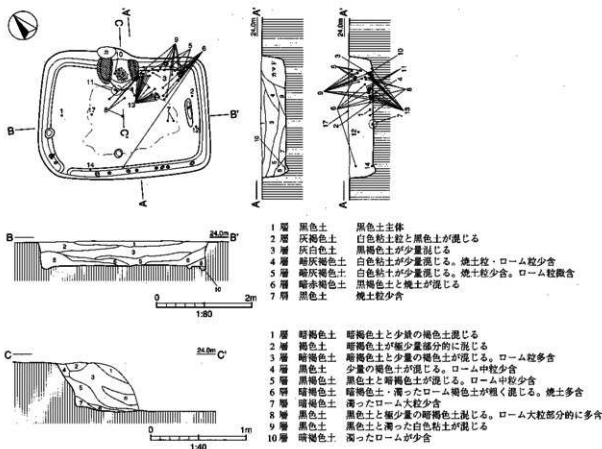 A'
C
A'
A'
24.0m
24.0m
カマド
B
B'
C'
A
A
A
B
24.0m
B'
0
2m
1:80
1層 黒色土 黒色土主体
2層 灰褐色土 白色粘土粒と黒色土が混じる
3層 灰白色土 黒褐色土が少量混じる
4層 暗灰褐色土 白色粘土が少量混じる。焼土粒・ローム粒少含
5層 暗灰褐色土 白色粘土が少量混じる。焼土粒少含。ローム粒微含
6層 暗赤褐色土 黒褐色土と焼土が混じる
7層 黒色土 焼土粒少含
C
24.0m
C'
0
1m
1:40
1層 暗褐色土 暗褐色土と少量の褐色土混じる
2層 褐色土 暗褐色土が極少量部分的に混じる
3層 暗褐色土 暗褐色土と少量の褐色土が混じる。ローム粒多含
4層 黒色土 少量の褐色土が混じる。ローム中粒少含
5層 黒褐色土 黒色土と暗褐色土が混じる。ローム中粒少含
6層 暗褐色土 暗褐色土・濁ったローム褐色土が粗く混じる。焼土多含
7層 暗褐色土 濁ったローム大粒少含
8層 黒色土 黒色土と極少量の暗褐色土混じる。ローム大粒部分的に多含
9層 黒色土 黒色土と濁った白色粘土が混じる
10層 暗褐色土 濁ったロームが少含